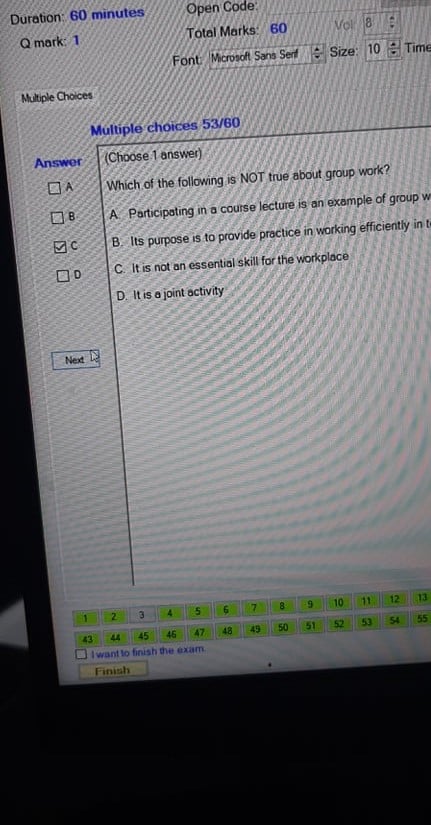 Duration: 60 minutes
Open Code:
Q mark: 1
Total Marks: 60
Vol 8
Font: Microsoft Sans Serif
Size: 10
Time
Multiple Choices
Multiple choices 53/60
Answer
(Choose 1 answer)
A
Which of the following is NOT true about group work?
B
A. Participating in a course lecture is an example of group w
C
B. Its purpose is to provide practice in working efficiently in t
D
C. It is not an essential skill for the workplace
D. It is a joint activity
Next
1 2 3 4 5 6 7 8 9 10 11 12 13
43 44 45 46 47 48 49 50 51 52 53 54 55
I want to finish the exam.
Finish